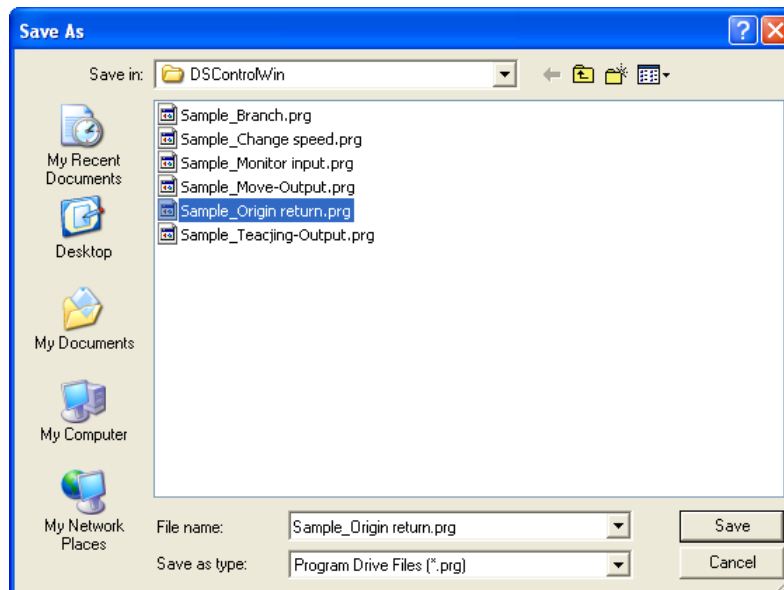 Save As
Save in:
DSControlWin
Sample_Branch.prg
Sample_Change speed.prg
Sample_Monitor input.prg
Sample_Move-Output.prg
Sample_Origin return.prg
Sample_Teacjing-Output.prg
My Recent
Documents
Desktop
My Documents
My Computer
My Network
Places
File name:
Sample_Origin return.prg
Save
Save as type:
Program Drive Files (*.prg)
Cancel